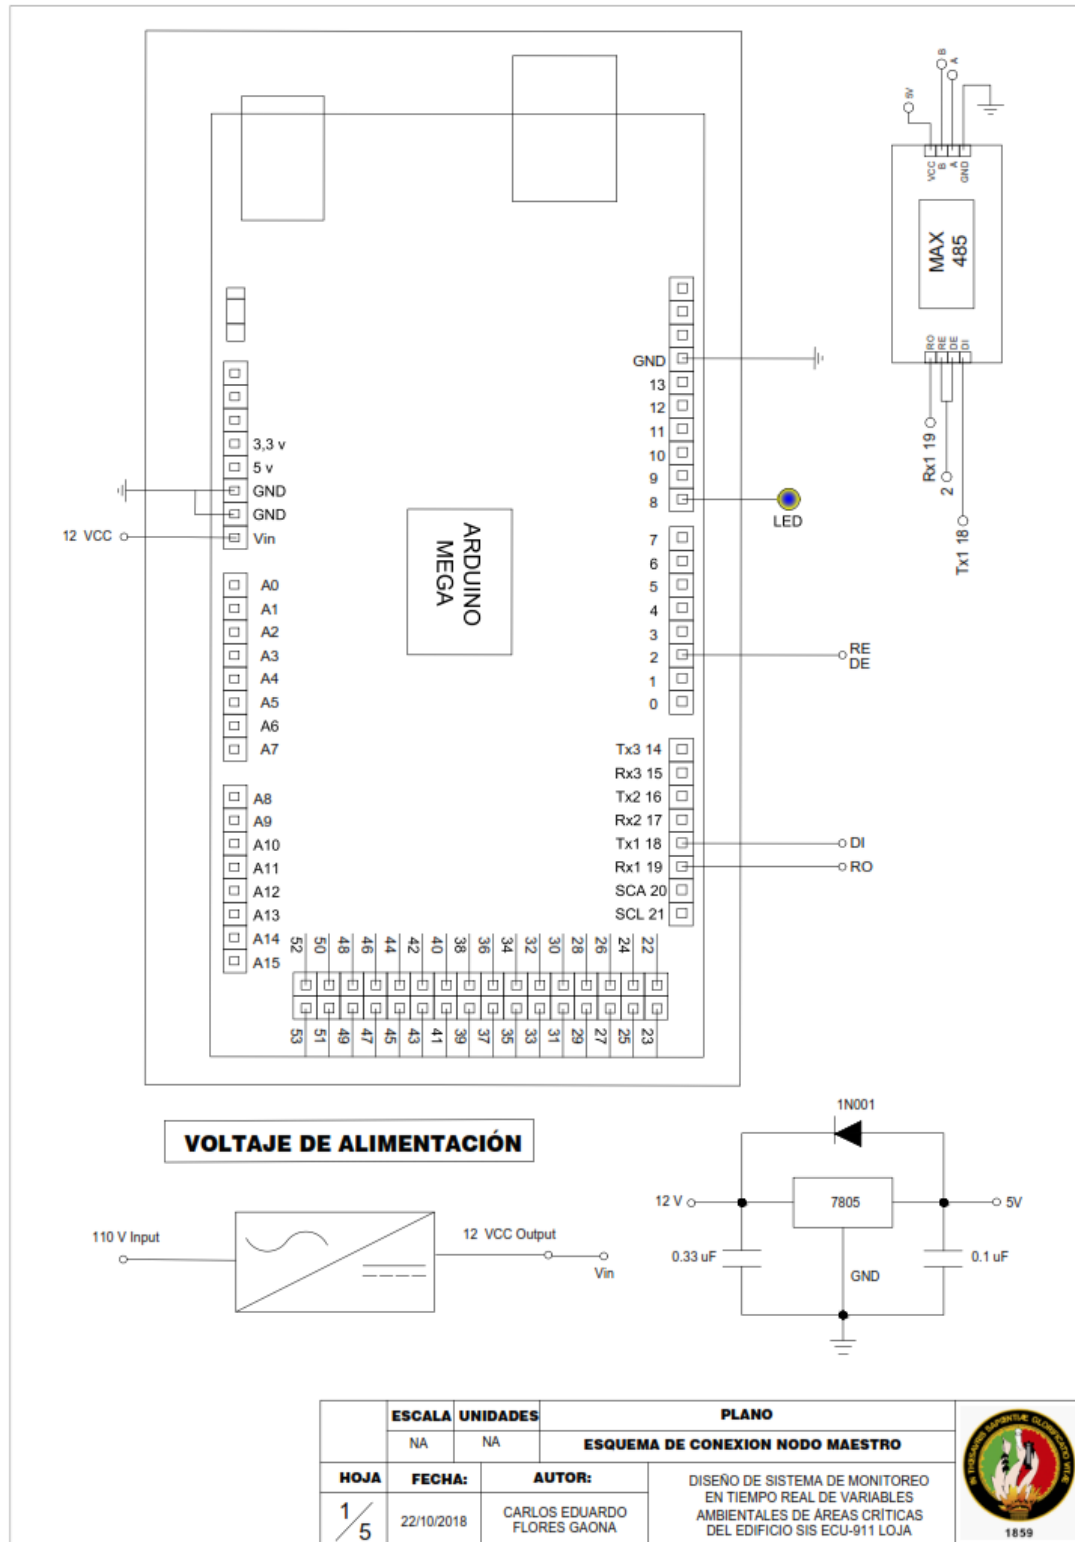 B
A
5V
VCC
B
A
GND
MAX
485
RO
RE
DE
DI
Rx1 19
2
Tx1 18
GND
13
12
11
10
9
8
LED
7
6
5
4
3
2
1
0
RE
DE
3,3 v
5 v
GND
GND
Vin
12 VCC
ARDUINO
MEGA
A0
A1
A2
A3
A4
A5
A6
A7
A8
A9
A10
A11
A12
A13
A14
A15
Tx3 14
Rx3 15
Tx2 16
Rx2 17
Tx1 18
Rx1 19
SCA 20
SCL 21
DI
RO
52 50 48 46 44 42 40 38 36 34 32 30 28 26 24 22
53 51 49 47 45 43 41 39 37 35 33 31 29 27 25 23
VOLTAJE DE ALIMENTACIÓN
110 V Input
12 VCC Output
Vin
1N001
12 V
7805
5V
0.33 uF
GND
0.1 uF
ESCALA UNIDADES PLANO
NA NA ESQUEMA DE CONEXION NODO MAESTRO
HOJA FECHA: AUTOR:
1/5
22/10/2018
CARLOS EDUARDO
FLORES GAONA
DISEÑO DE SISTEMA DE MONITOREO
EN TIEMPO REAL DE VARIABLES
AMBIENTALES DE ÁREAS CRÍTICAS
DEL EDIFICIO SIS ECU-911 LOJA
1859